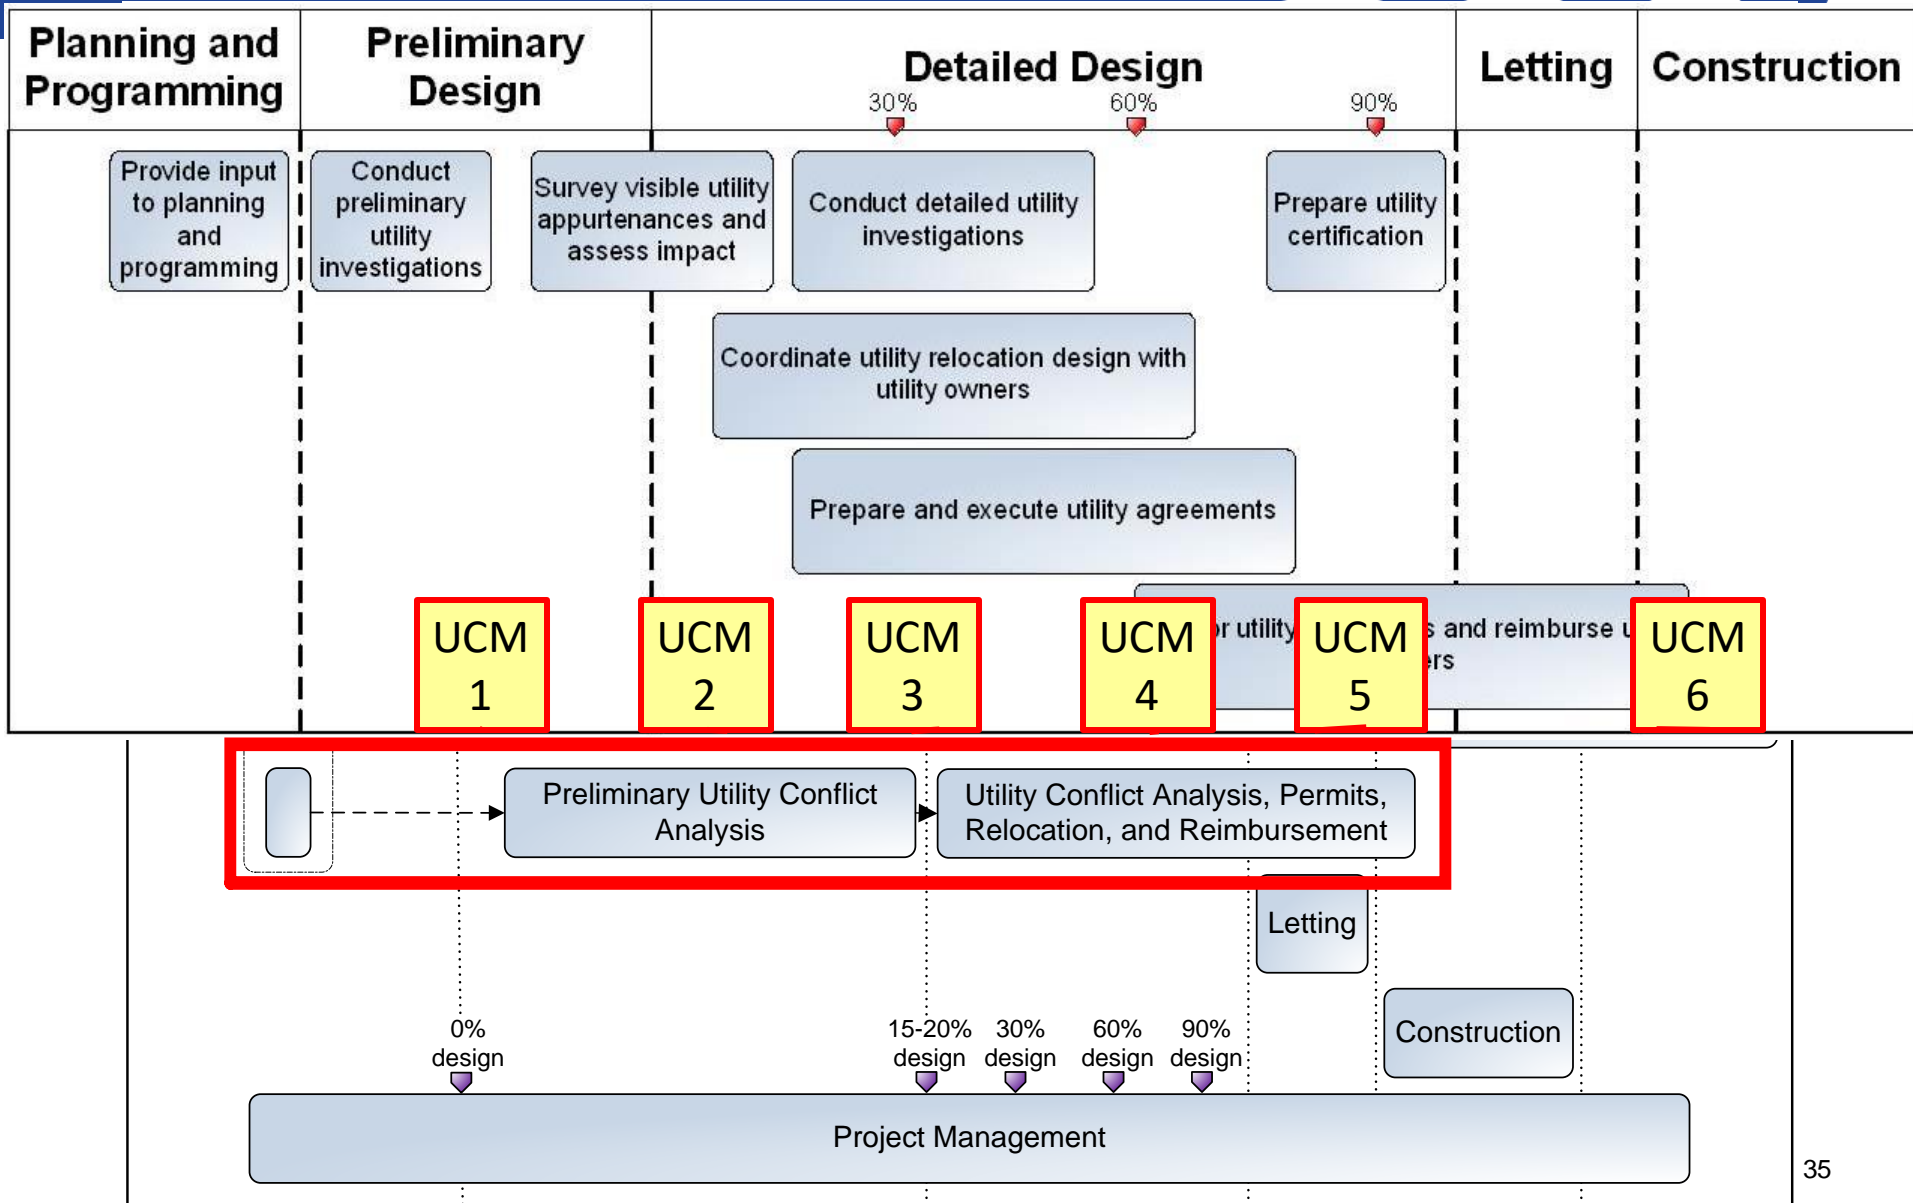 Planning and
Programming
Preliminary
Design
Detailed Design
30%
60%
90%
Letting
Construction
Provide input
to planning
and
programming
Conduct
preliminary
utility
investigations
Survey visible utility
appurtenances and
assess impact
Conduct detailed utility
investigations
Prepare utility
certification
Coordinate utility relocation design with
utility owners
Prepare and execute utility agreements
utility
and reimburse
UCM
1
UCM
2
UCM
3
UCM
4
UCM
5
UCM
6
Preliminary Utility Conflict
Analysis
Utility Conflict Analysis, Permits,
Relocation, and Reimbursement
Letting
Construction
0%
design
15-20%
design
30%
design
60%
design
90%
design
Project Management
35